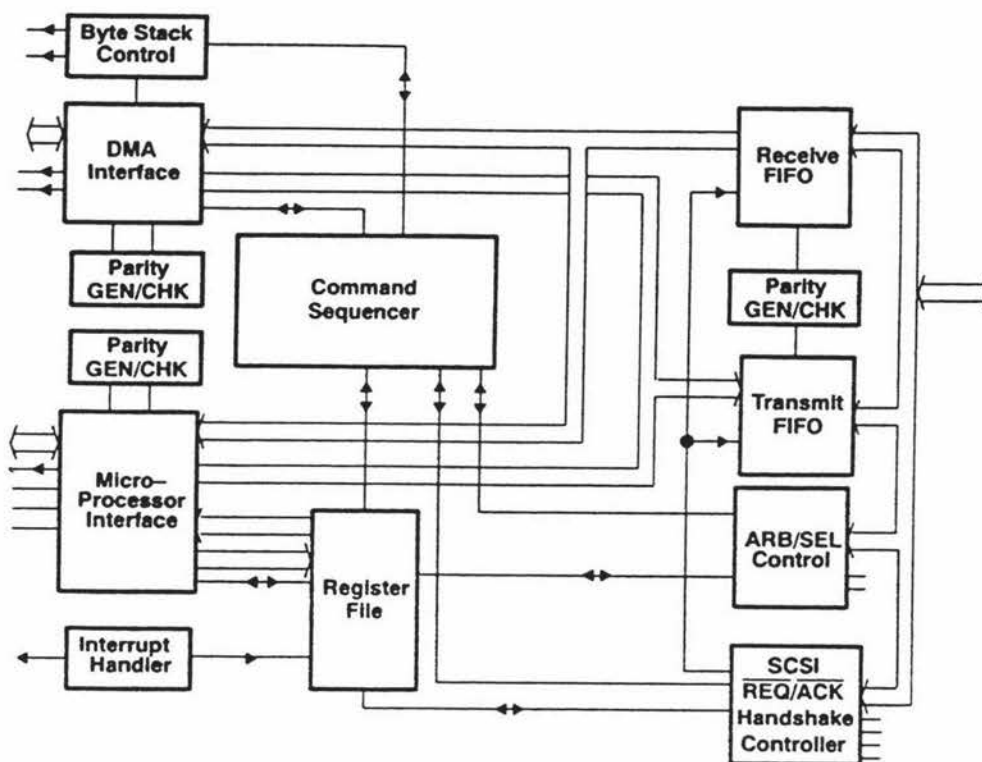 Byte Stack
Control
DMA
Interface
Receive
FIFO
Parity
GEN/CHK
Command
Sequencer
Parity
GEN/CHK
Parity
GEN/CHK
Transmit
FIFO
Micro–
Processor
Interface
ARB/SEL
Control
Register
File
Interrupt
Handler
SCSI
REQ/ACK
Handshake
Controller